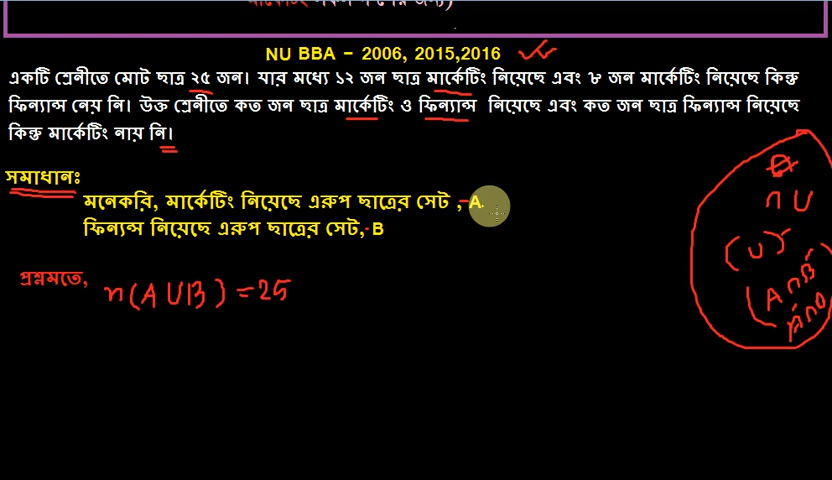 NU BBA - 2006, 2015,2016
একটি শ্রেনীতে মোট ছাত্র ২৫ জন। যার মধ্যে ১২ জন ছাত্র মার্কেটিং নিয়েছে এবং ৮ জন মার্কেটিং নিয়েছে কিন্তু
ফিন্যান্স নেয় নি। উক্ত শ্রেনীতে কত জন ছাত্র মার্কেটিং ও ফিন্যান্স নিয়েছে এবং কত জন ছাত্র ফিন্যান্স নিয়েছে
কিন্তু মার্কেটিং নায় নি।
সমাধানঃ
মনেকরি, মার্কেটিং নিয়েছে এরুপ ছাত্রের সেট , A
ফিন্যন্স নিয়েছে এরুপ ছাত্রের সেট, B
প্রশ্নমতে, n(A∪B) = 25
∩ ∪
(∪)′
(A∩B′)
A′∩B